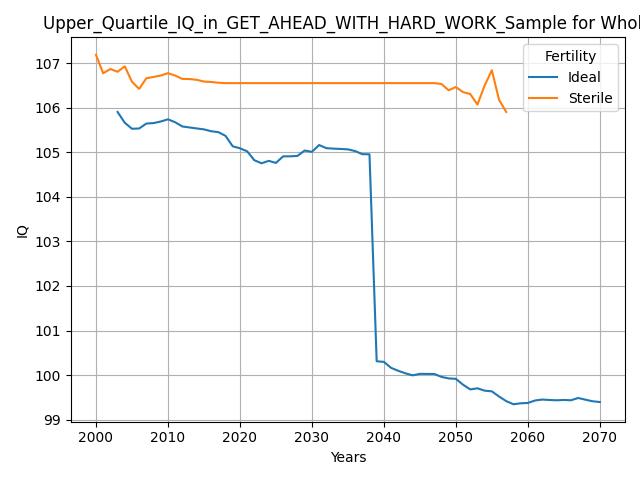 Upper_Quartile_IQ_in_GET_AHEAD_WITH_HARD_WORK_Sample for Whol
Fertility
Ideal
Sterile
107
106
105
104
103
102
101
100
99
IQ
2000 2010 2020 2030 2040 2050 2060 2070
Years